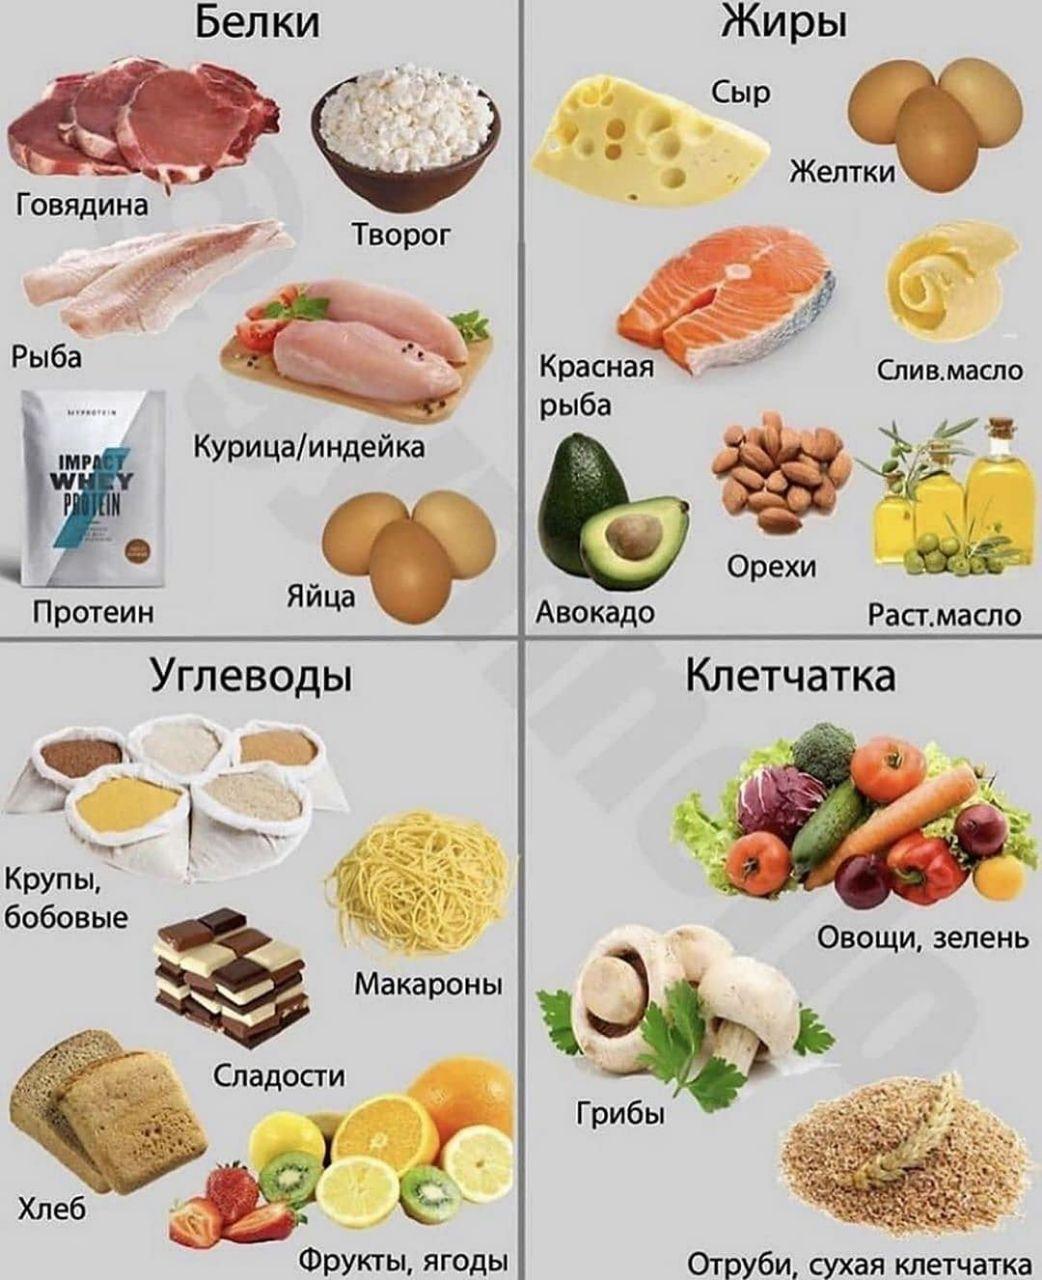 Белки
Говядина
Творог
Рыба
Курица/индейка
MYPROTEIN
IMPACT
WHEY
PROTEIN
Протеин
Яйца
Жиры
Сыр
Желтки
Красная
рыба
Слив.масло
Авокадо
Орехи
Раст.масло
Углеводы
Крупы,
бобовые
Макароны
Сладости
Хлеб
Фрукты, ягоды
Клетчатка
Овощи, зелень
Грибы
Отруби, сухая клетчатка